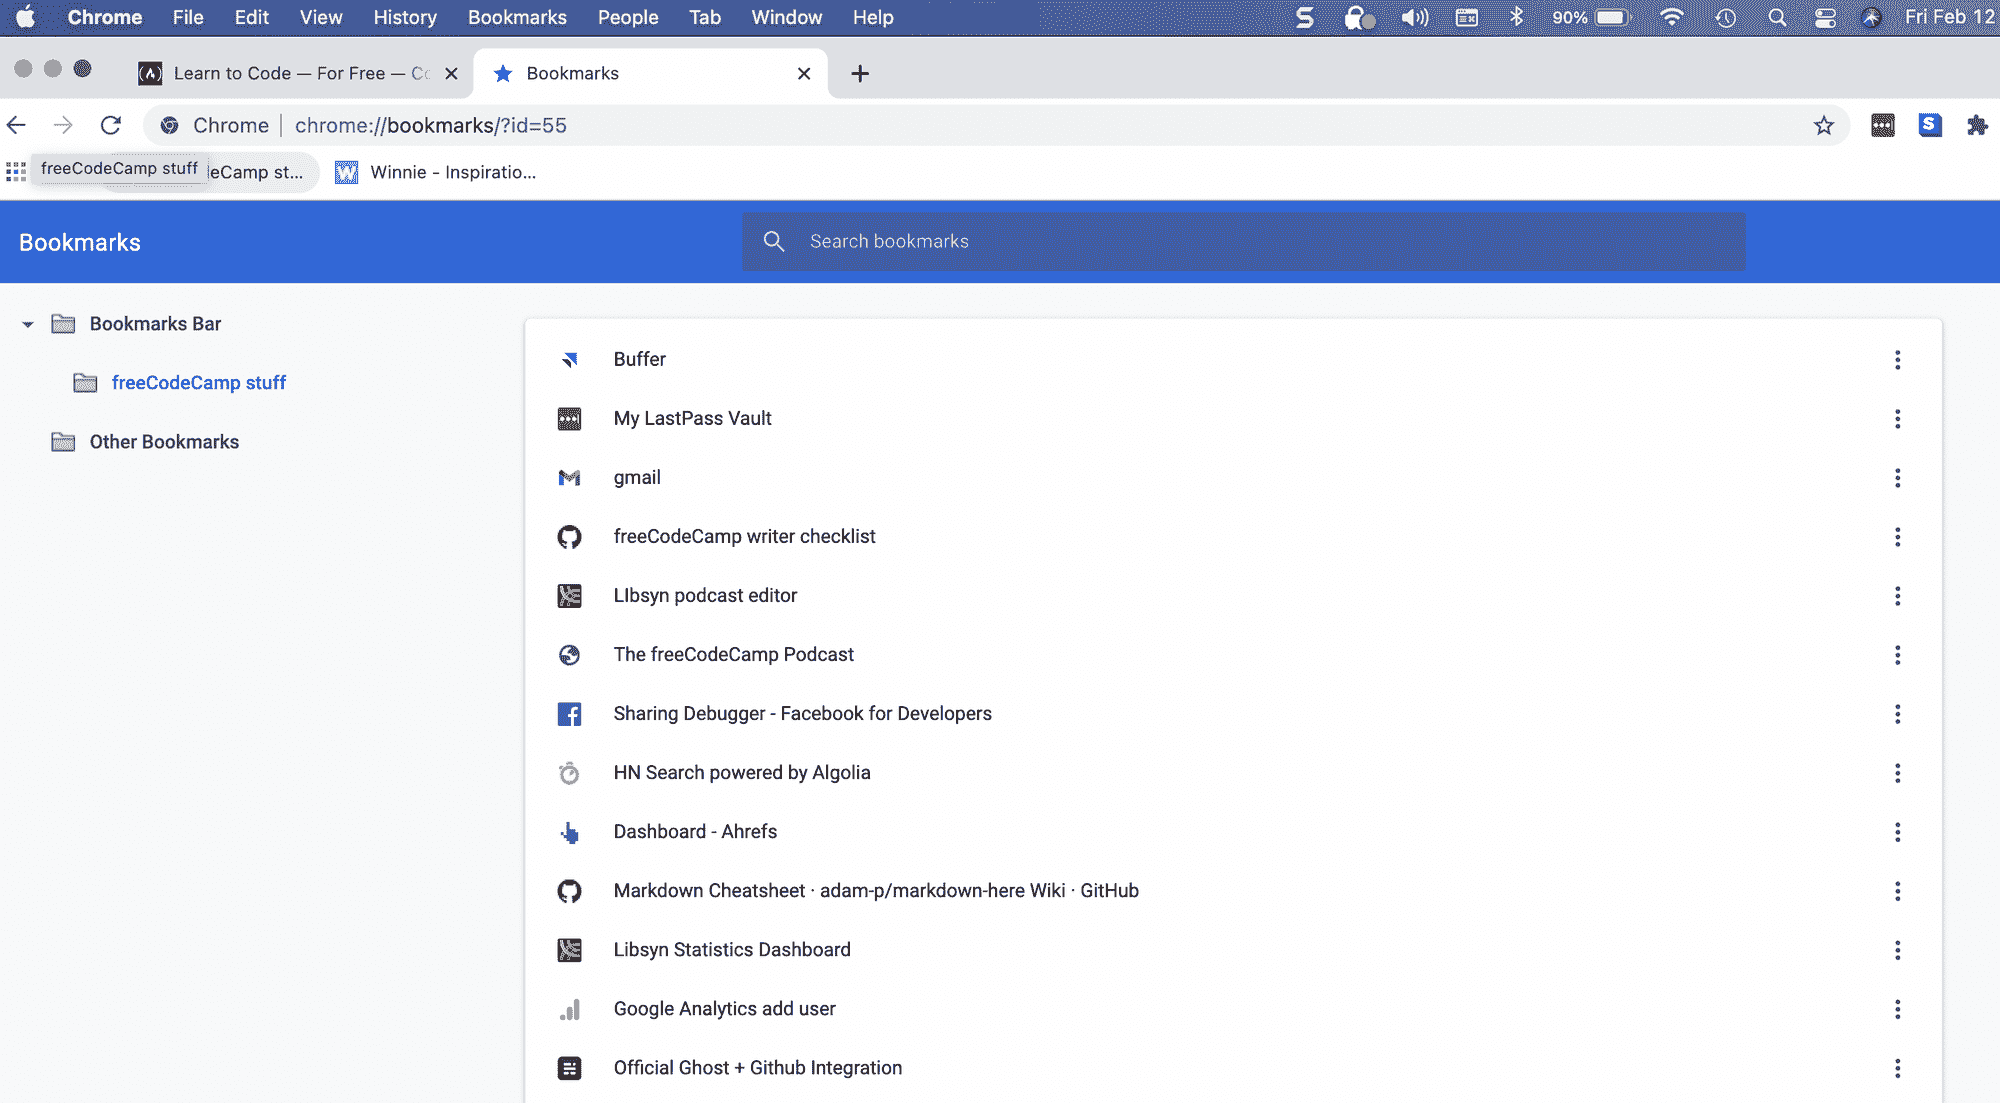 Chrome File Edit View History Bookmarks People Tab Window Help 90% Fri Feb 12
Learn to Code — For Free — Bookmarks
Chrome chrome://bookmarks/?id=55
freeCodeCamp stuff eCamp st... Winnie - Inspiratio...
Bookmarks Search bookmarks
Bookmarks Bar
freeCodeCamp stuff
Other Bookmarks
Buffer
My LastPass Vault
gmail
freeCodeCamp writer checklist
LIbsyn podcast editor
The freeCodeCamp Podcast
Sharing Debugger - Facebook for Developers
HN Search powered by Algolia
Dashboard - Ahrefs
Markdown Cheatsheet · adam-p/markdown-here Wiki · GitHub
Libsyn Statistics Dashboard
Google Analytics add user
Official Ghost + Github Integration